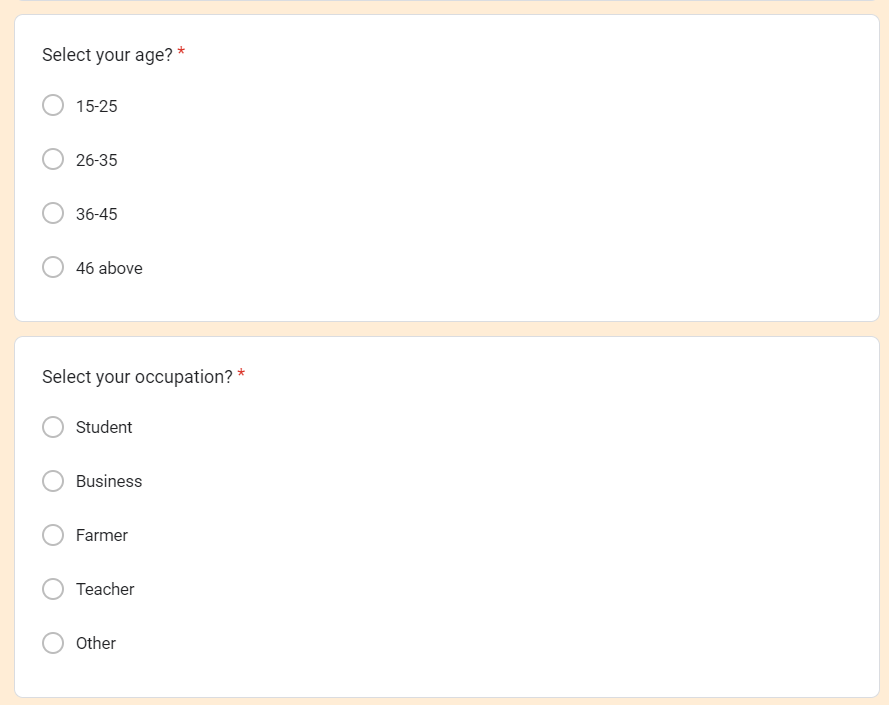 Select your age? *
15-25
26-35
36-45
46 above
Select your occupation? *
Student
Business
Farmer
Teacher
Other